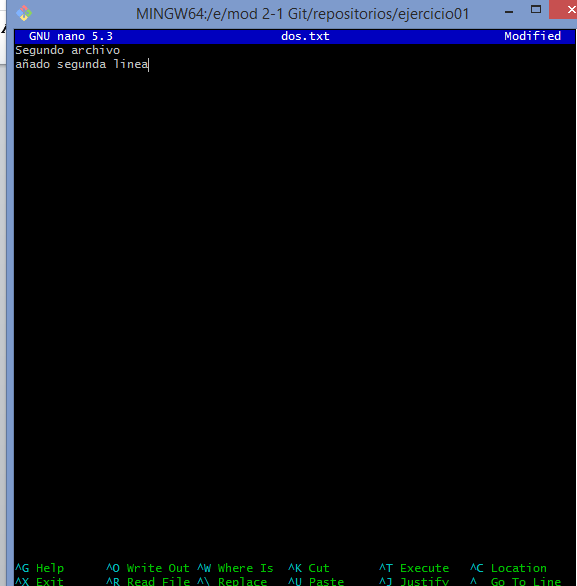 MINGW64:/e/mod 2-1 Git/repositorios/ejercicio01
GNU nano 5.3 dos.txt Modified
Segundo archivo
añado segunda linea
^G Help ^O Write Out ^W Where Is ^K Cut ^T Execute ^C Location
^X Exit ^R Read File ^\ Replace ^U Paste ^J Justify ^_ Go To Line